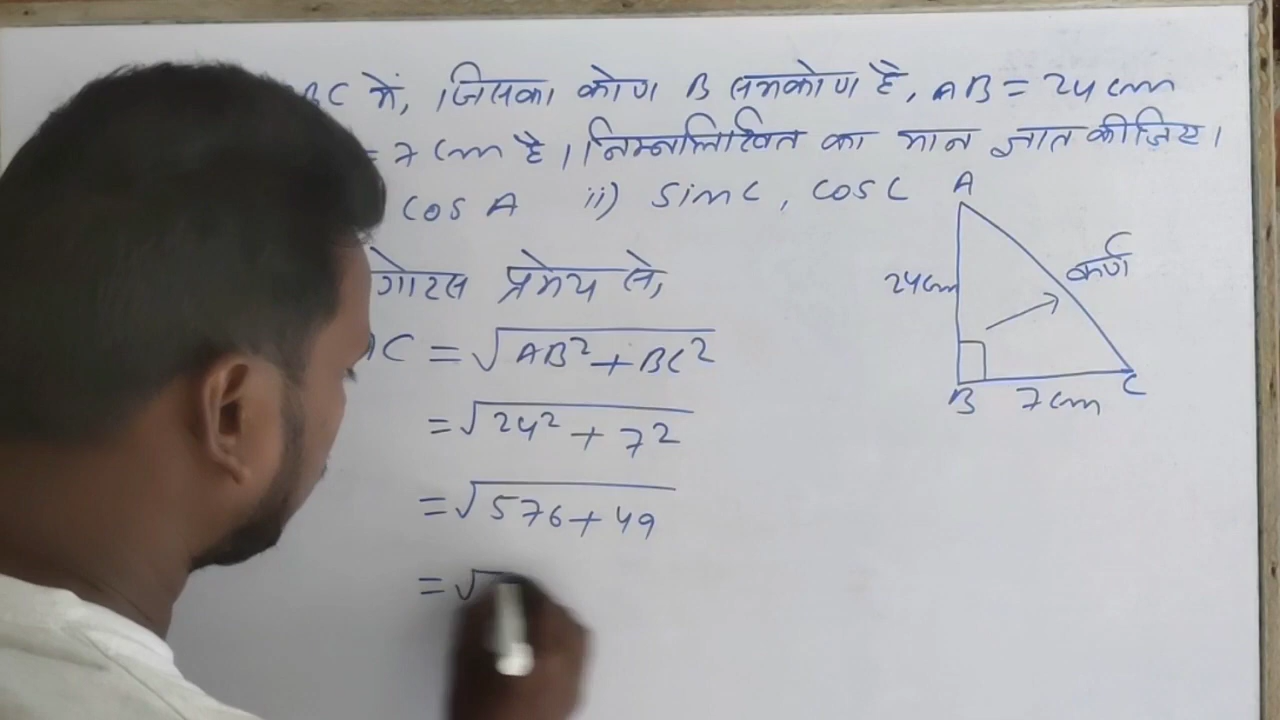 BC में, जिसका कोण B समकोण है, AB = 24 cm
= 7 cm है। निम्नलिखित का मान ज्ञात कीजिए।
cos A ii) sin C, cos C
गोरस प्रमेय से,
C = √AB² + BC²
= √24² + 7²
= √576 + 49
= √
A
24cm
कर्ण
B
7cm
C